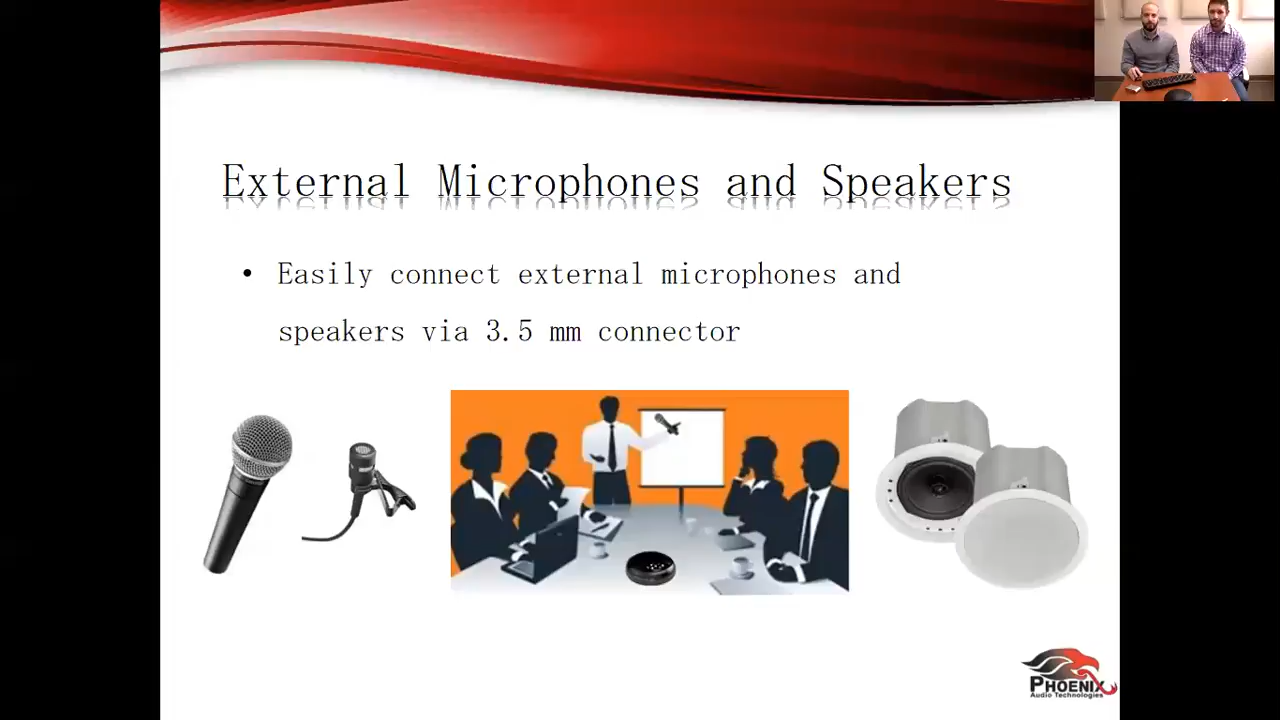 External Microphones and Speakers
• Easily connect external microphones and
speakers via 3.5 mm connector
PHOENIX
Audio Technologies